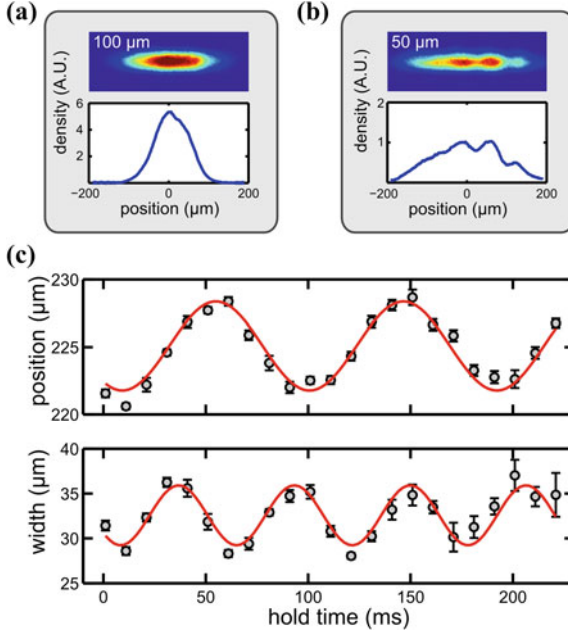 (a)
100 µm
density (A.U.)
6
4
2
−200
0
200
position (µm)
(b)
50 µm
density (A.U.)
2
1
−200
0
200
position (µm)
(c)
position (µm)
230
225
220
width (µm)
40
35
30
25
0
50
100
150
200
hold time (ms)